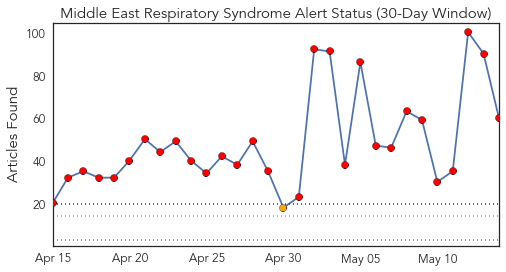 Middle East Respiratory Syndrome Alert Status (30-Day Window)
Articles Found
100
80
60
40
20
Apr 15
Apr 20
Apr 25
Apr 30
May 05
May 10